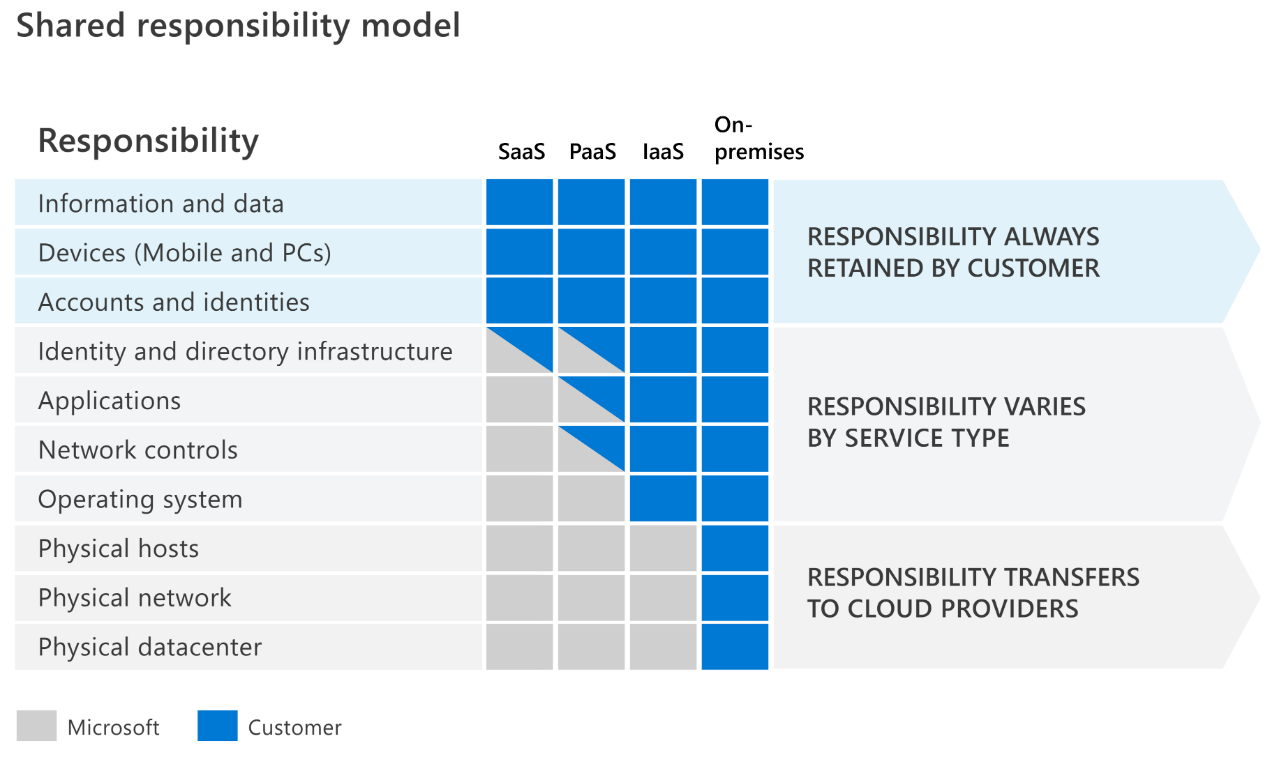 Shared responsibility model
Responsibility
SaaS
PaaS
IaaS
On-
premises
Information and data
Devices (Mobile and PCs)
Accounts and identities
RESPONSIBILITY ALWAYS
RETAINED BY CUSTOMER
Identity and directory infrastructure
Applications
Network controls
Operating system
RESPONSIBILITY VARIES
BY SERVICE TYPE
Physical hosts
Physical network
Physical datacenter
RESPONSIBILITY TRANSFERS
TO CLOUD PROVIDERS
Microsoft
Customer